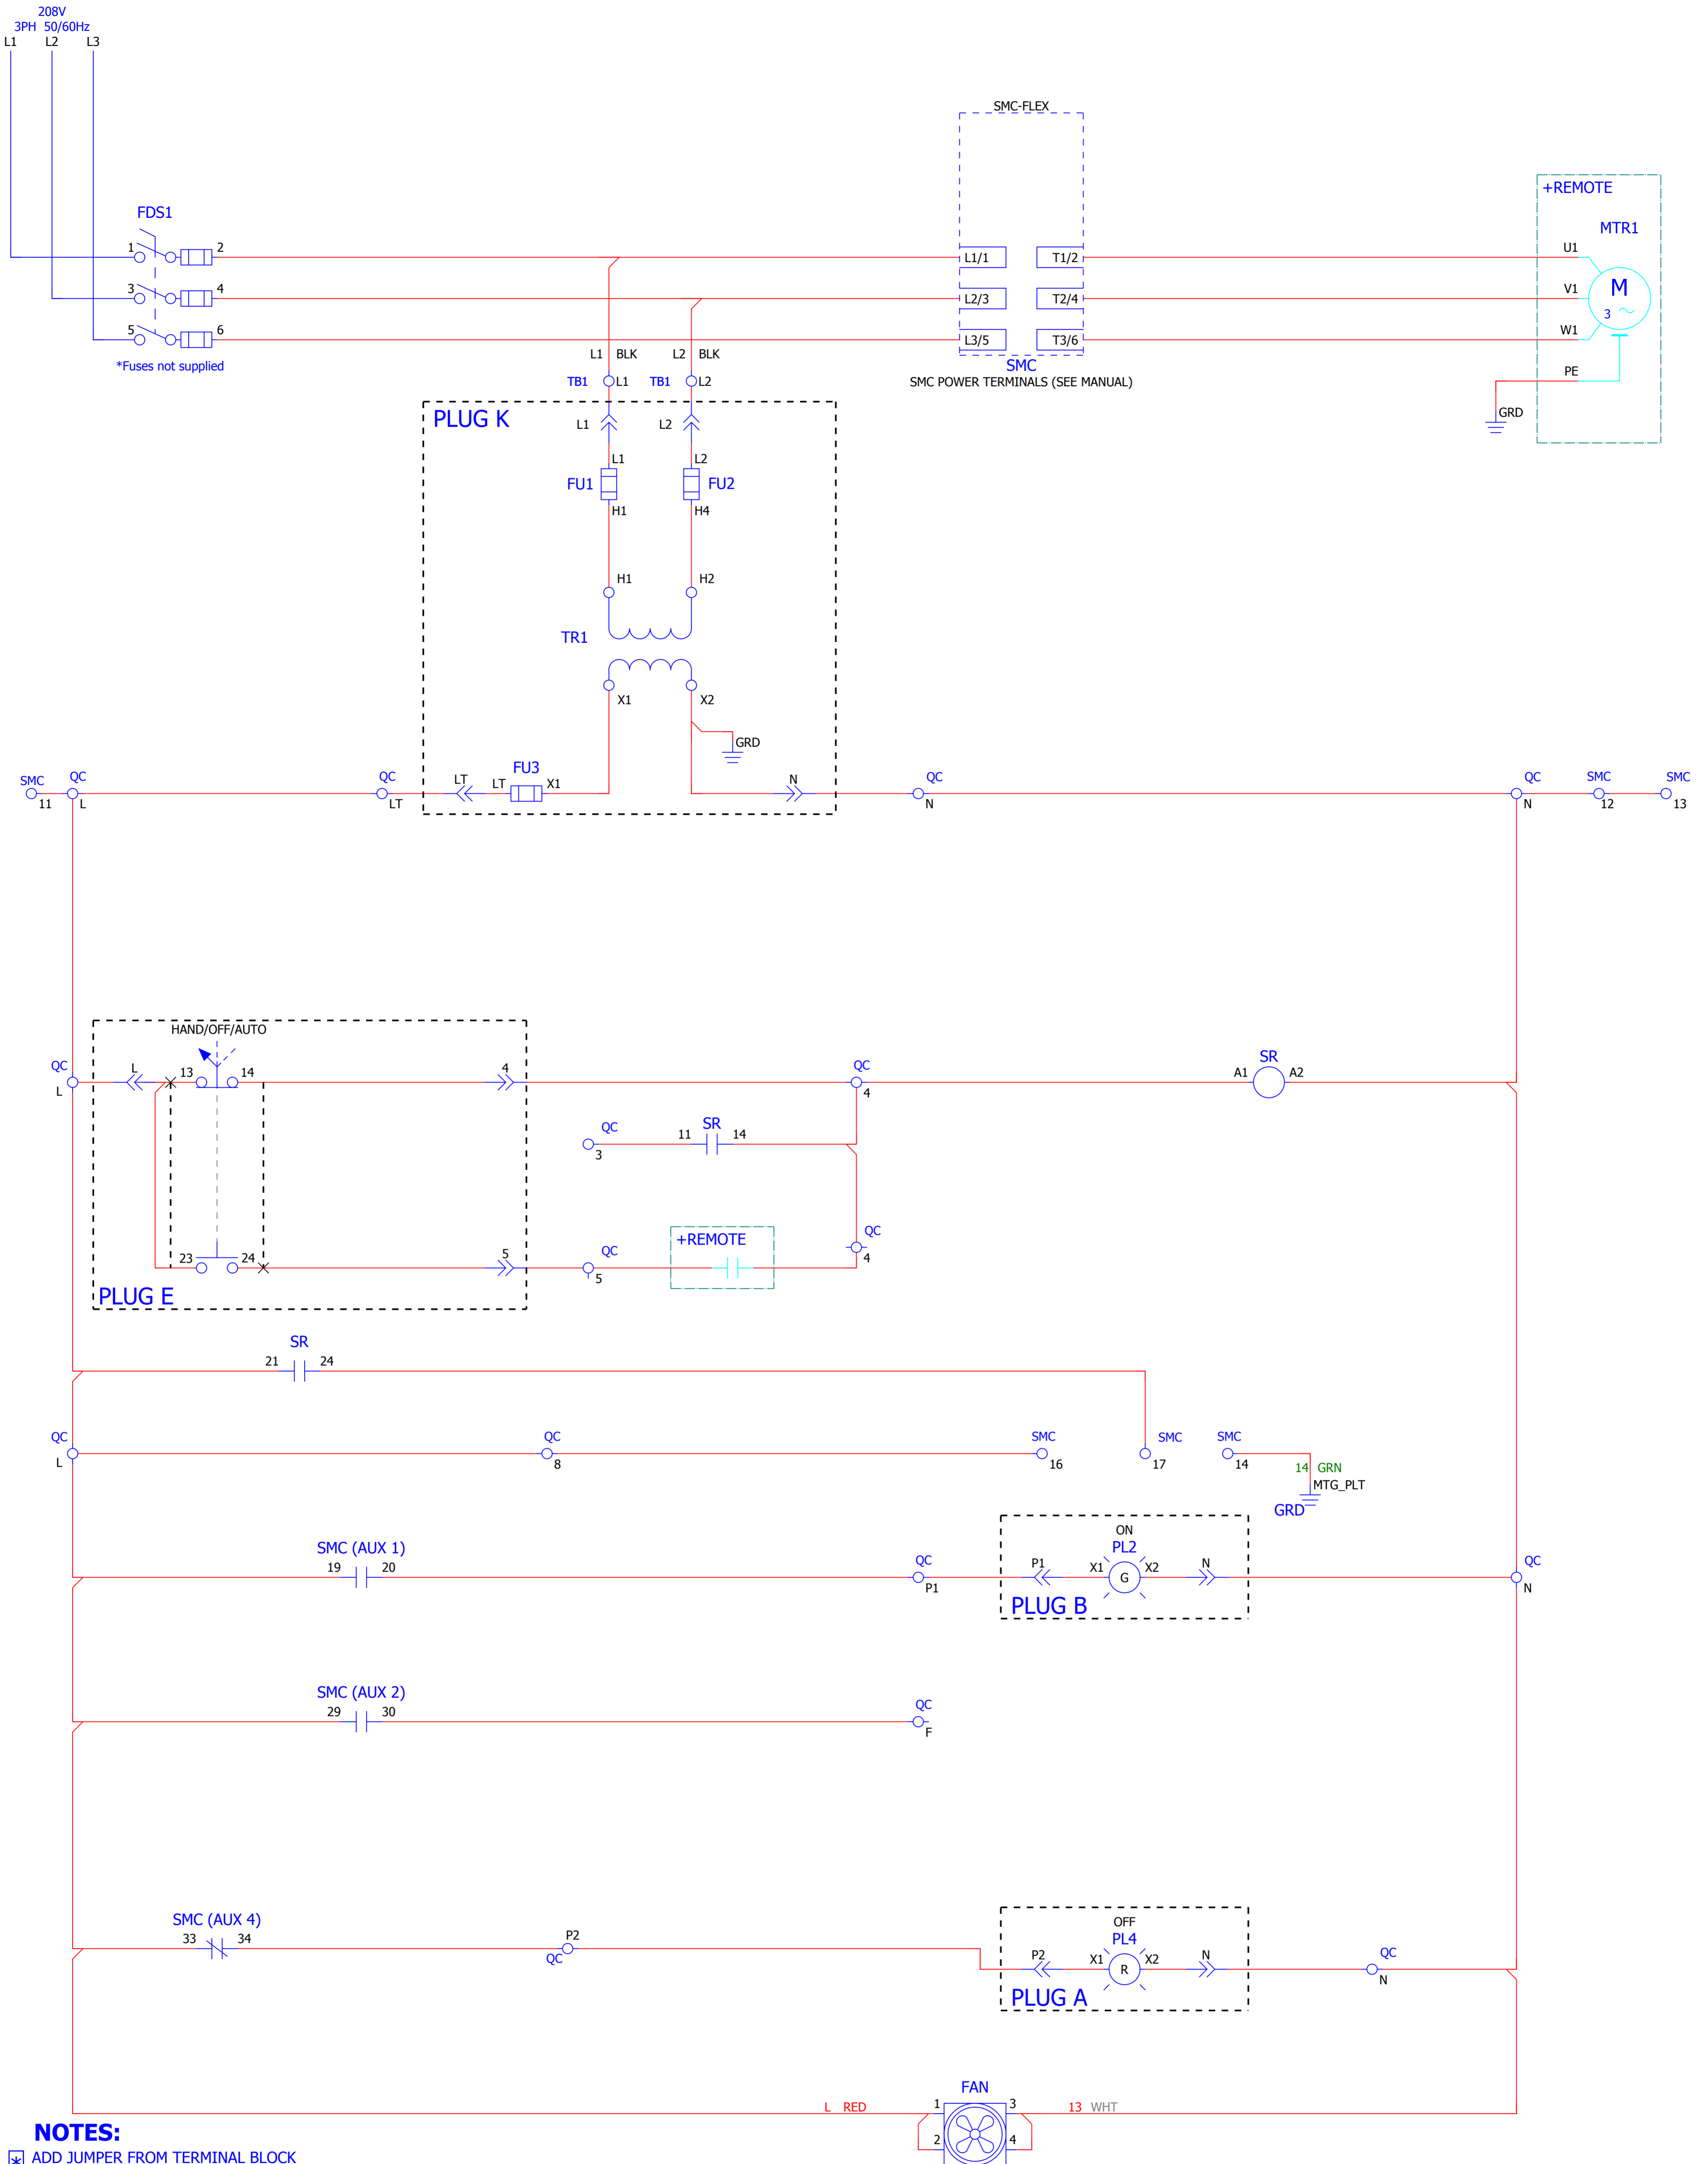 208V
3PH 50/60Hz
L1 L2 L3
SMC-FLEX
+REMOTE
MTR1
FDS1
1 2
3 4
5 6
*Fuses not supplied
L1/1 T1/2
L2/3 T2/4
L3/5 T3/6
SMC
SMC POWER TERMINALS (SEE MANUAL)
U1
V1
W1
PE
M
3
GRD
L1 BLK L2 BLK
TB1 L1 TB1 L2
PLUG K
L1 L2
L1 L2
FU1 FU2
H1 H4
H1 H2
TR1
X1 X2
GRD
SMC QC QC LT LT FU3 X1 N QC QC SMC SMC
11 L LT N N 12 13
HAND/OFF/AUTO
QC L 13 14 4 QC SR
L 4 A1 A2
QC 11 SR 14
3
+REMOTE
QC
4
23 24 5 QC
5
PLUG E
SR
21 24
QC QC SMC SMC SMC
L 8 16 17 14
14 GRN
MTG_PLT
GRD
ON
SMC (AUX 1) PL2
19 20 QC P1 X1 G X2 N QC
P1 N
PLUG B
SMC (AUX 2)
29 30 QC
F
OFF
SMC (AUX 4) PL4
33 34 P2 P2 X1 R X2 N QC
QC N
PLUG A
FAN
L RED 1 3 13 WHT
2 4
NOTES:
* ADD JUMPER FROM TERMINAL BLOCK